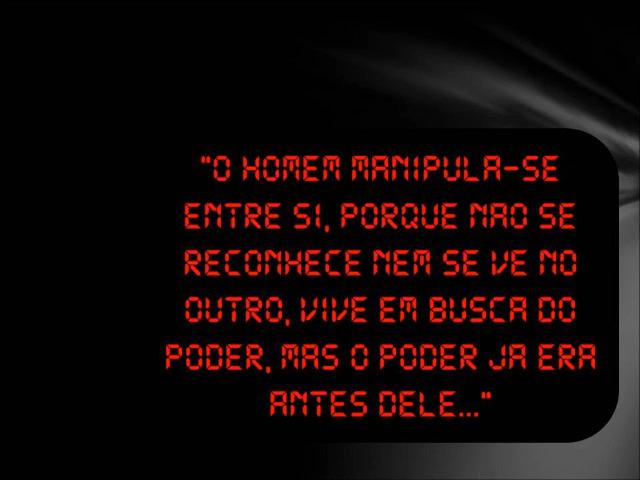 "O HOMEM MANIPULA-SE
ENTRE SI, PORQUE NAO SE
RECONHECE NEM SE VE NO
OUTRO, VIVE EM BUSCA DO
PODER, MAS O PODER JA ERA
ANTES DELE..."